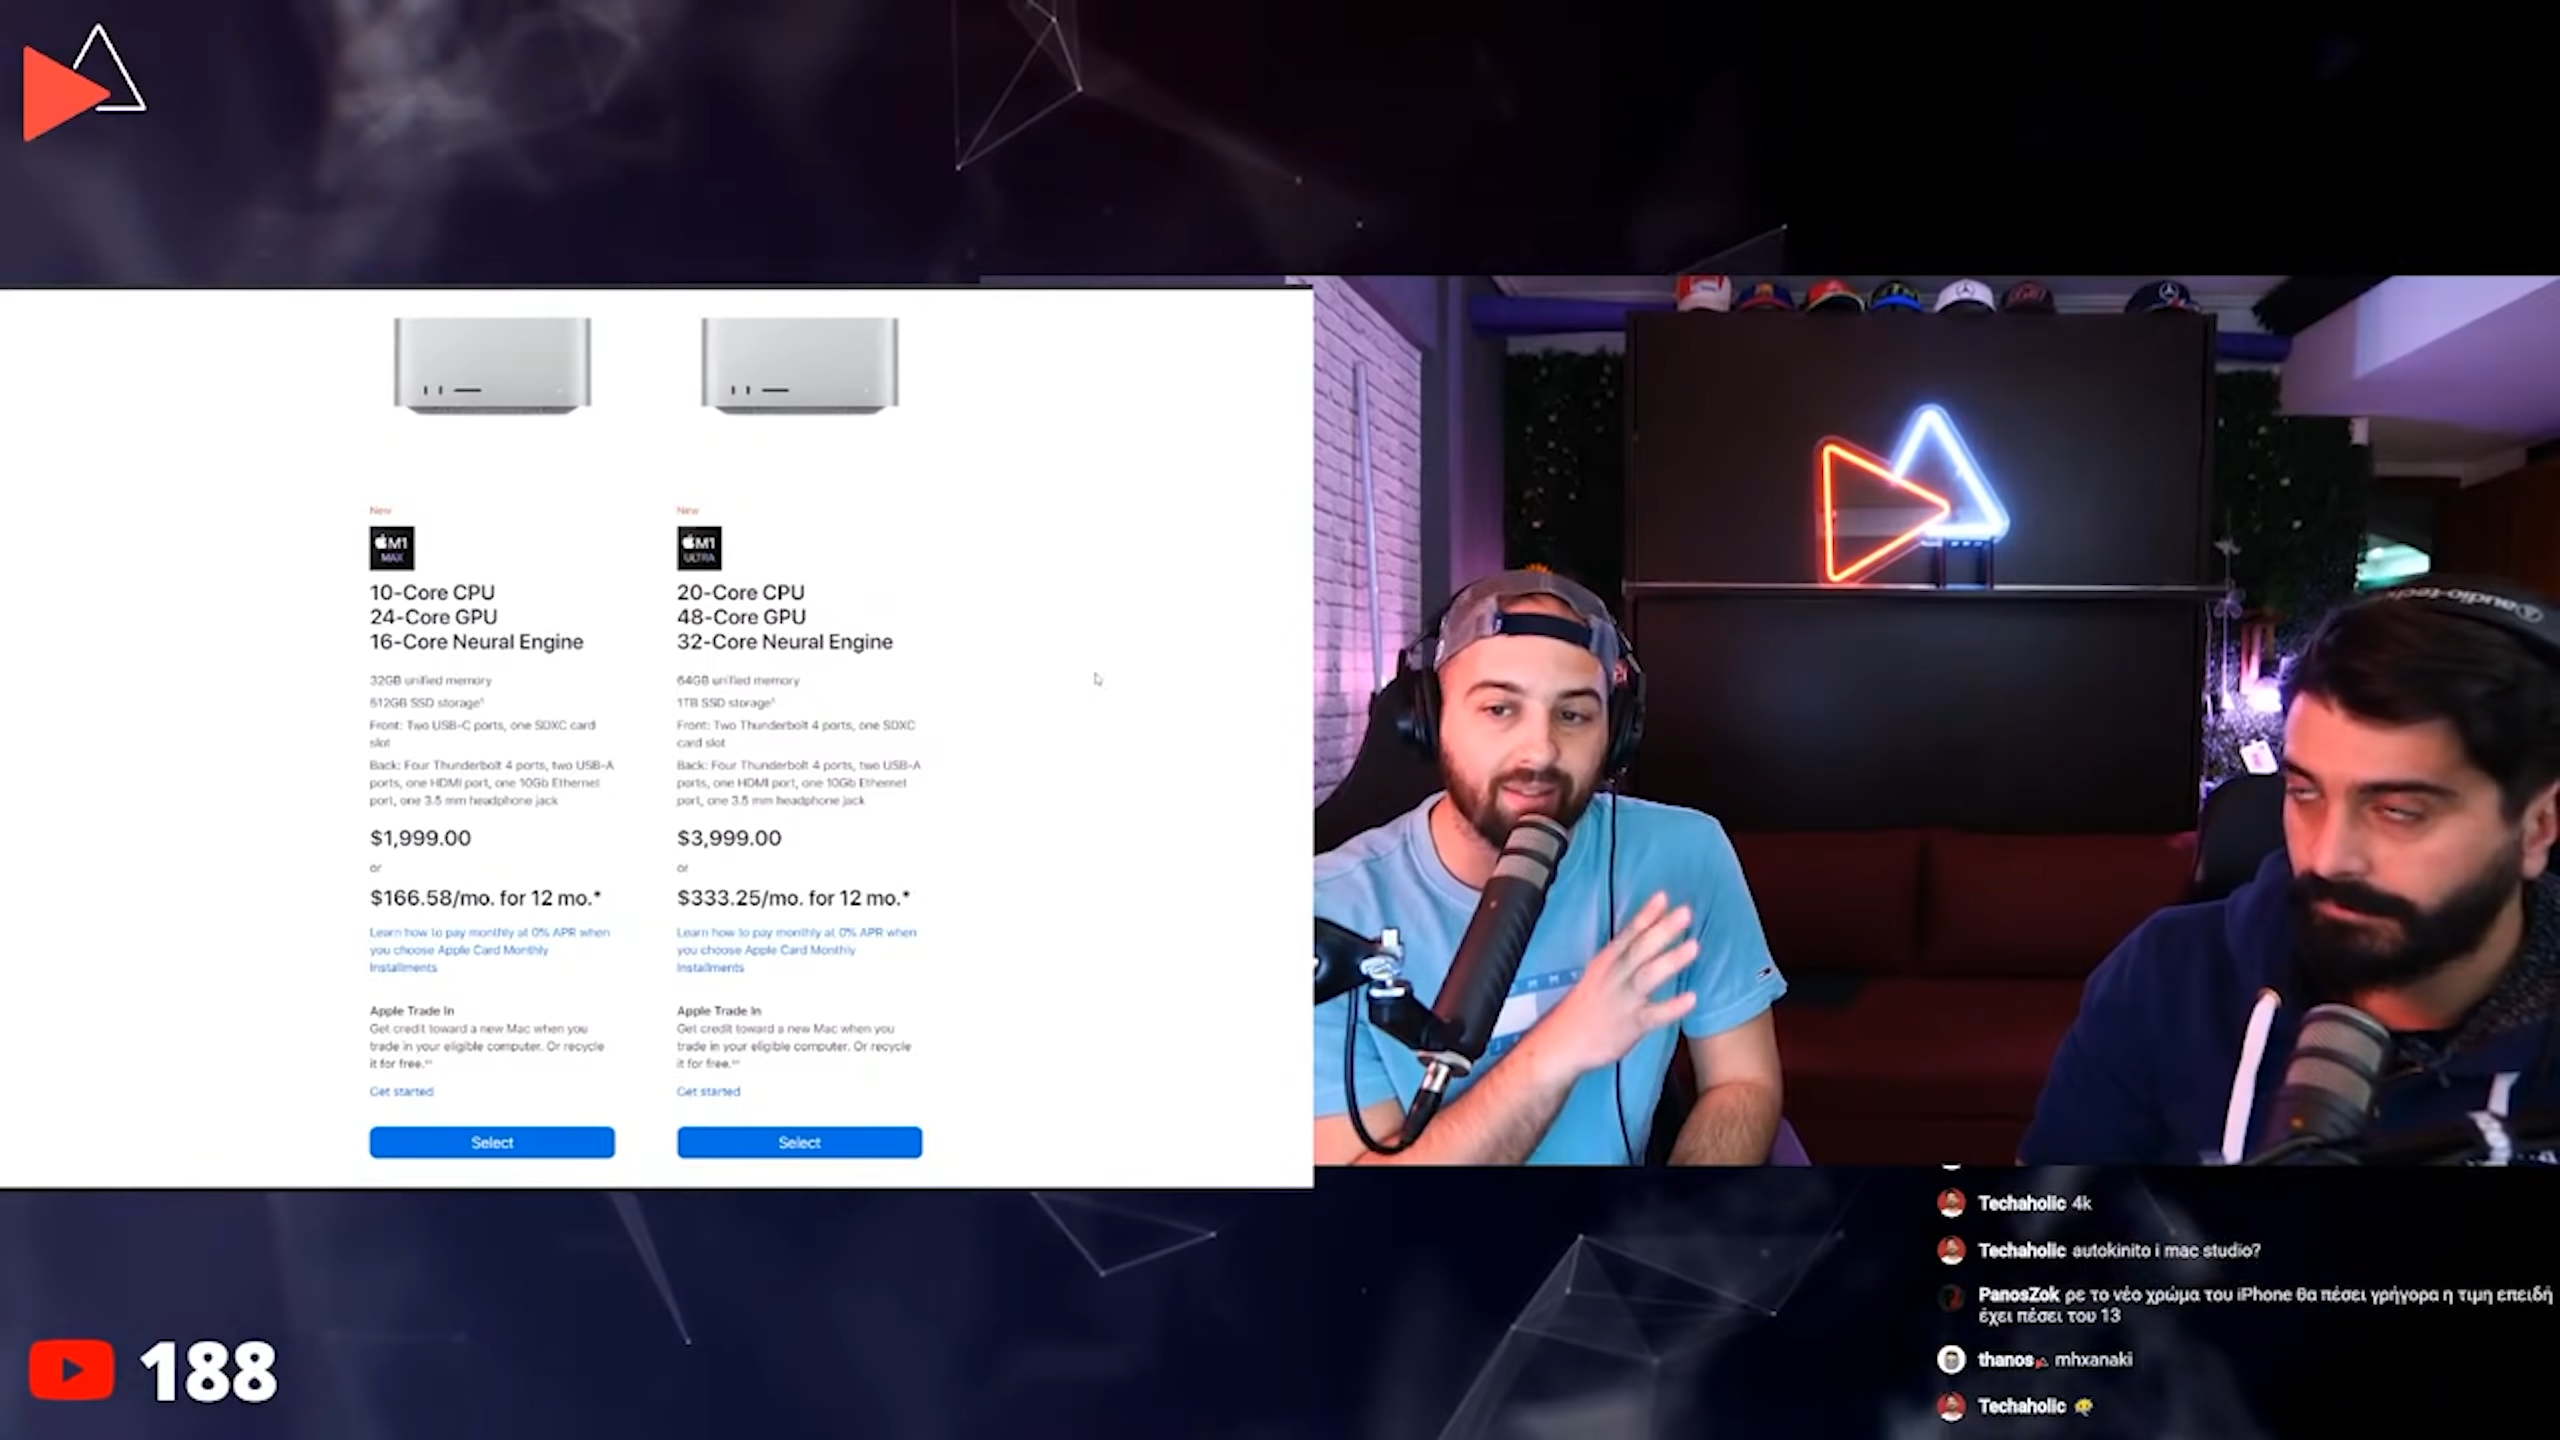 New
M1
MAX
10-Core CPU
24-Core GPU
16-Core Neural Engine
32GB unified memory
512GB SSD storage¹
Front: Two USB-C ports, one SDXC card
slot
Back: Four Thunderbolt 4 ports, two USB-A
ports, one HDMI port, one 10Gb Ethernet
port, one 3.5 mm headphone jack
$1,999.00
or
$166.58/mo. for 12 mo.*
Learn how to pay monthly at 0% APR when
you choose Apple Card Monthly
Installments
Apple Trade In
Get credit toward a new Mac when you
trade in your eligible computer. Or recycle
it for free.**
Get started
Select
New
M1
ULTRA
20-Core CPU
48-Core GPU
32-Core Neural Engine
64GB unified memory
1TB SSD storage¹
Front: Two Thunderbolt 4 ports, one SDXC
card slot
Back: Four Thunderbolt 4 ports, two USB-A
ports, one HDMI port, one 10Gb Ethernet
port, one 3.5 mm headphone jack
$3,999.00
or
$333.25/mo. for 12 mo.*
Learn how to pay monthly at 0% APR when
you choose Apple Card Monthly
Installments
Apple Trade In
Get credit toward a new Mac when you
trade in your eligible computer. Or recycle
it for free.**
Get started
Select
audio-tech
Techaholic 4k
Techaholic autokinito i mac studio?
PanosZok ρε το νέο χρώμα του iPhone θα πέσει γρήγορα η τιμη επειδή
έχει πέσει του 13
thanos mhxanaki
Techaholic
188